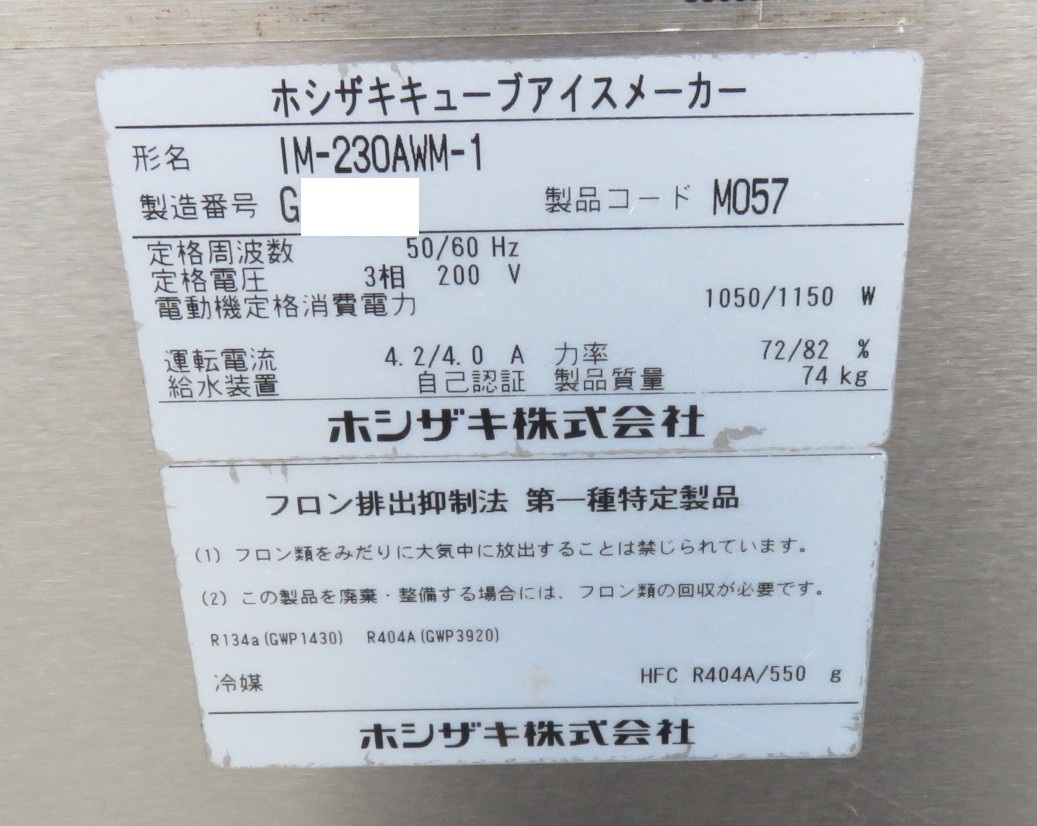 ホシザキキューブアイスメーカー
形名 IM-230AWM-1
製造番号 G 製品コード M057
定格周波数 50/60 Hz
定格電圧 3相 200 V
電動機定格消費電力 1050/1150 W
運転電流 4.2/4.0 A 力率 72/82 %
給水装置 自己認証 製品質量 74 kg
ホシザキ株式会社
フロン排出抑制法 第一種特定製品
(1) フロン類をみだりに大気中に放出することは禁じられています。
(2) この製品を廃棄・整備する場合には、フロン類の回収が必要です。
R134a(GWP1430) R404A(GWP3920)
冷媒 HFC R404A/550 g
ホシザキ株式会社